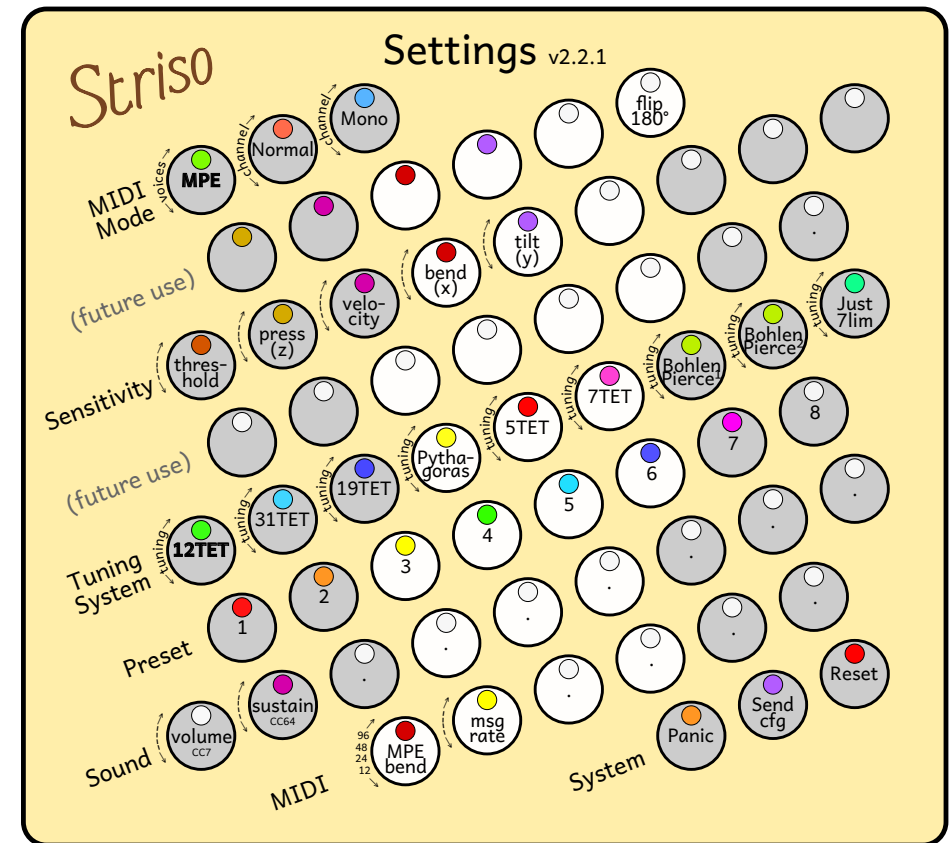 Settings v2.2.1
Striso
MIDI
Mode
voices
MPE
channel
Normal
channel
Mono
flip
180°
(future use)
Sensitivity
thres-
hold
press
(z)
velo-
city
bend
(x)
tilt
(y)
.
(future use)
Tuning
System
tuning
12TET
tuning
31TET
tuning
19TET
tuning
Pytha-
goras
tuning
5TET
tuning
7TET
tuning
Bohlen
Pierce¹
tuning
Bohlen
Pierce²
tuning
Just
7lim
Preset
1
2
3
4
5
6
7
8
Sound
volume
CC7
sustain
CC64
.
.
.
.
.
.
.
MIDI
96
48
24
12
MPE
bend
msg
rate
.
.
.
.
System
Panic
Send
cfg
Reset